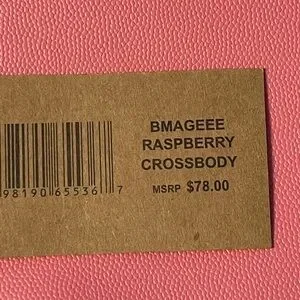 BMAGEEE
RASPBERRY
CROSSBODY
MSRP $78.00
98190 65536 7